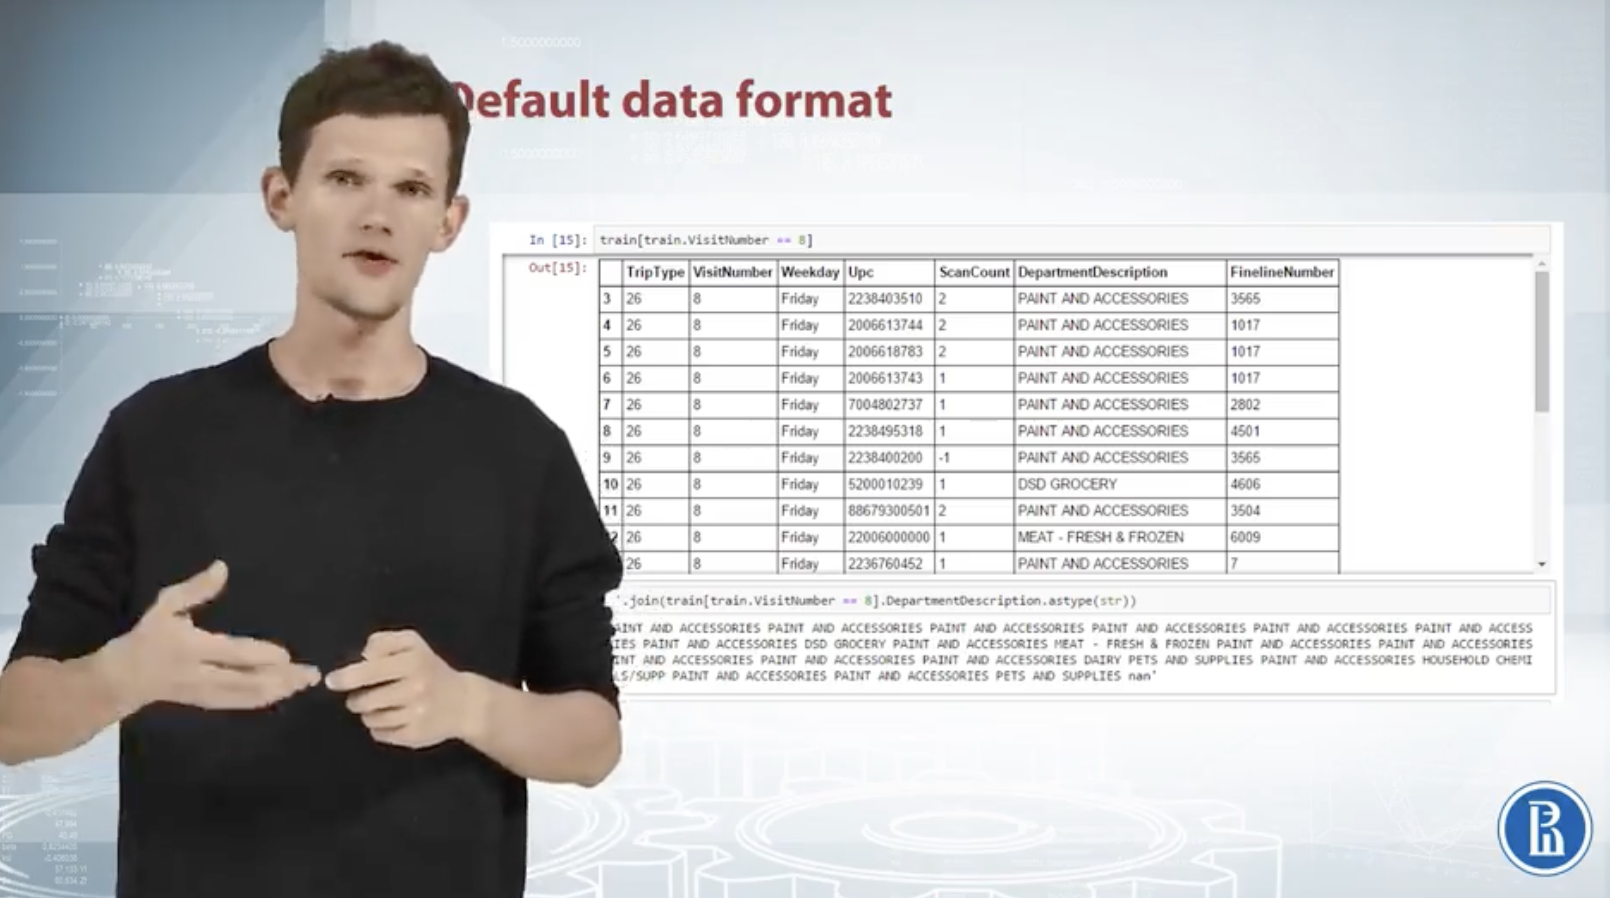 Default data format
In [15]: train[train.VisitNumber == 8]
Out[15]:
TripType VisitNumber Weekday Upc ScanCount DepartmentDescription FinelineNumber
3 26 8 Friday 2238403510 2 PAINT AND ACCESSORIES 3565
4 26 8 Friday 2006613744 2 PAINT AND ACCESSORIES 1017
5 26 8 Friday 2006618783 2 PAINT AND ACCESSORIES 1017
6 26 8 Friday 2006613743 1 PAINT AND ACCESSORIES 1017
7 26 8 Friday 7004802737 1 PAINT AND ACCESSORIES 2802
8 26 8 Friday 2238495318 1 PAINT AND ACCESSORIES 4501
9 26 8 Friday 2238400200 -1 PAINT AND ACCESSORIES 3565
10 26 8 Friday 5200010239 1 DSD GROCERY 4606
11 26 8 Friday 88679300501 2 PAINT AND ACCESSORIES 3504
26 8 Friday 22006000000 1 MEAT - FRESH & FROZEN 6009
26 8 Friday 2236760452 1 PAINT AND ACCESSORIES 7
'.join(train[train.VisitNumber == 8].DepartmentDescription.astype(str))
AINT AND ACCESSORIES PAINT AND ACCESSORIES PAINT AND ACCESSORIES PAINT AND ACCESSORIES PAINT AND ACCESSORIES PAINT AND ACCESS
IES PAINT AND ACCESSORIES DSD GROCERY PAINT AND ACCESSORIES MEAT - FRESH & FROZEN PAINT AND ACCESSORIES PAINT AND ACCESSORIES
INT AND ACCESSORIES PAINT AND ACCESSORIES PAINT AND ACCESSORIES DAIRY PETS AND SUPPLIES PAINT AND ACCESSORIES HOUSEHOLD CHEMI
LS/SUPP PAINT AND ACCESSORIES PAINT AND ACCESSORIES PETS AND SUPPLIES nan'